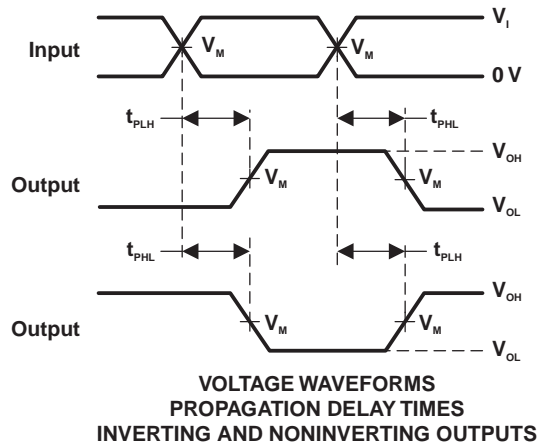 Input
V_I
V_M
V_M
0 V
t_PLH
t_PHL
Output
V_OH
V_M
V_M
V_OL
t_PHL
t_PLH
Output
V_OH
V_M
V_M
V_OL
VOLTAGE WAVEFORMS
PROPAGATION DELAY TIMES
INVERTING AND NONINVERTING OUTPUTS